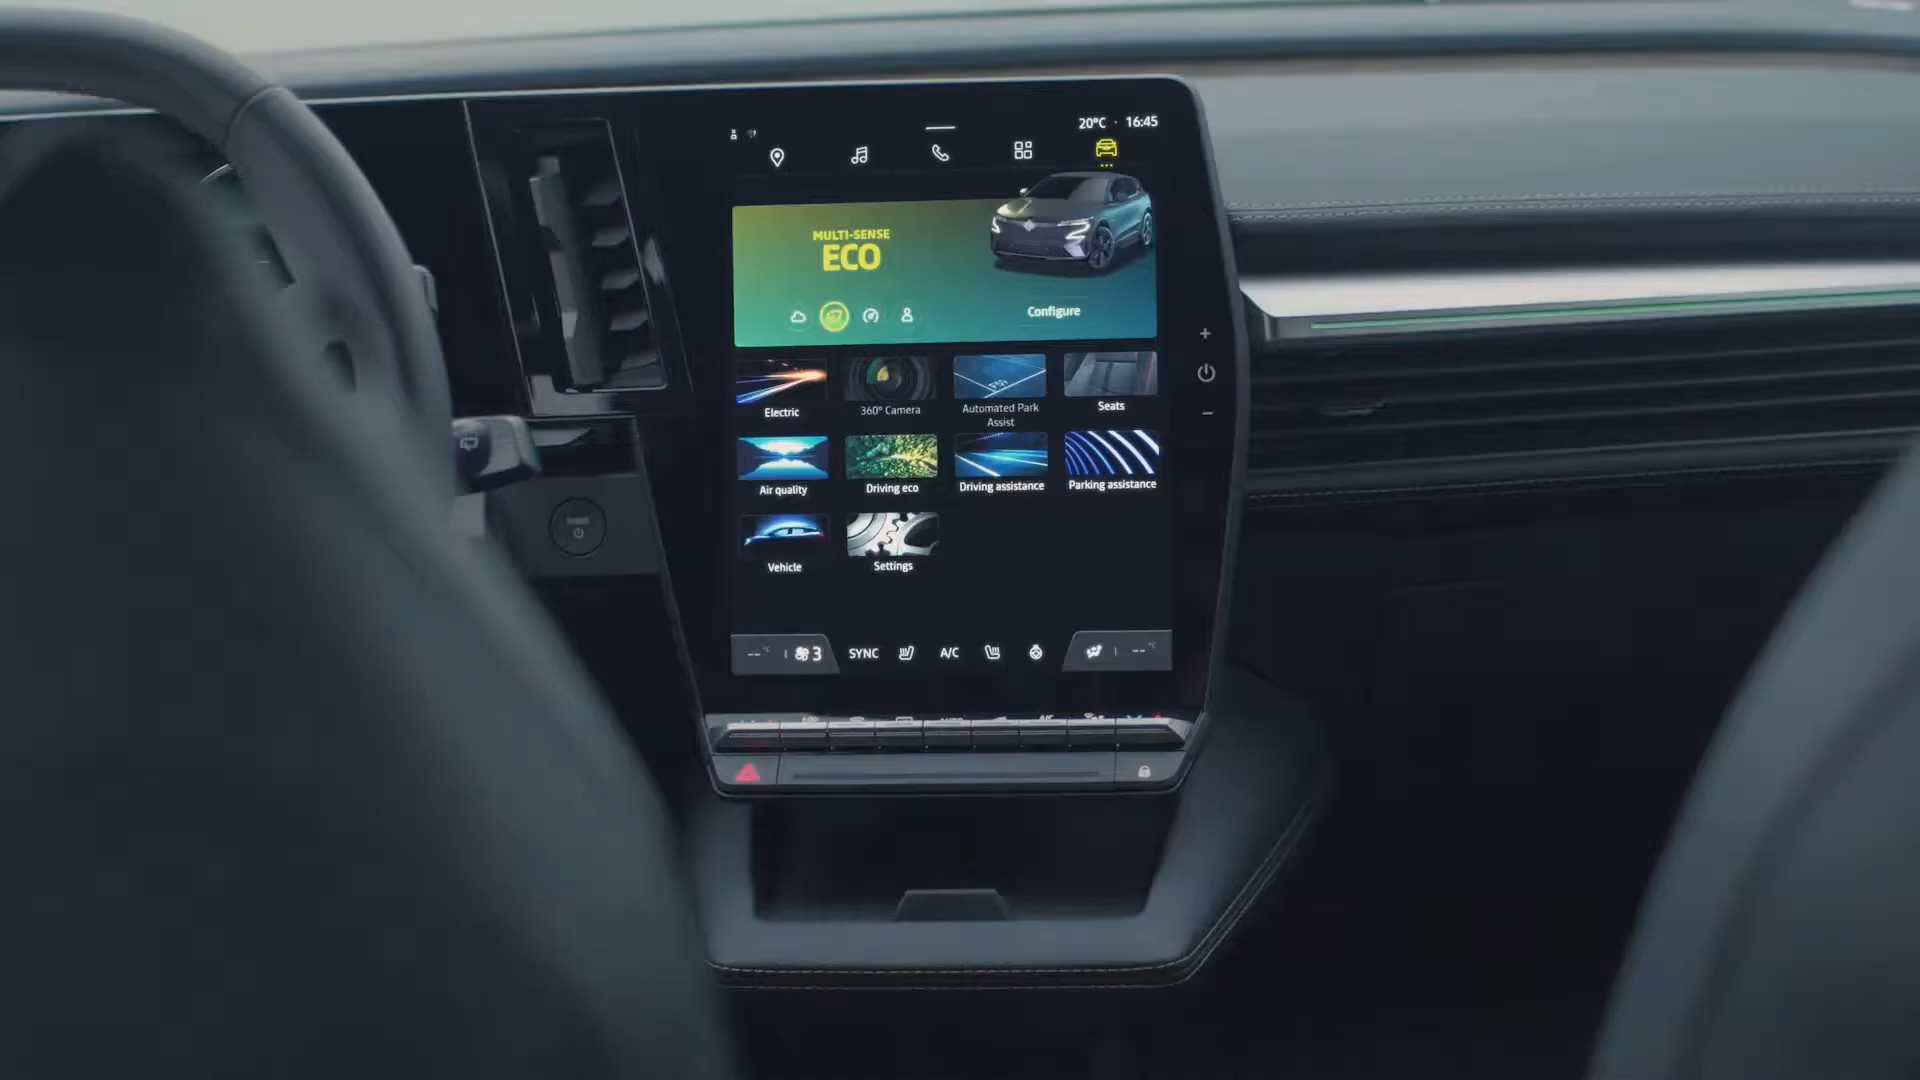 20°C · 16:45
MULTI-SENSE
ECO
Configure
Electric
360° Camera
Automated Park
Assist
Seats
Air quality
Driving eco
Driving assistance
Parking assistance
Vehicle
Settings
-- °C
3
SYNC
A/C
-- °C